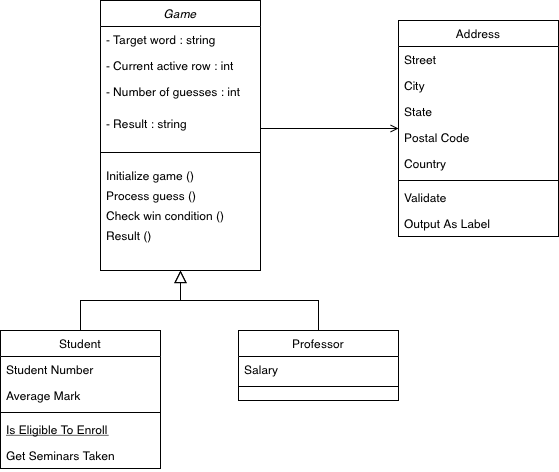 Game
- Target word : string
- Current active row : int
- Number of guesses : int
- Result : string
Initialize game ()
Process guess ()
Check win condition ()
Result ()
Address
Street
City
State
Postal Code
Country
Validate
Output As Label
Student
Student Number
Average Mark
Is Eligible To Enroll
Get Seminars Taken
Professor
Salary